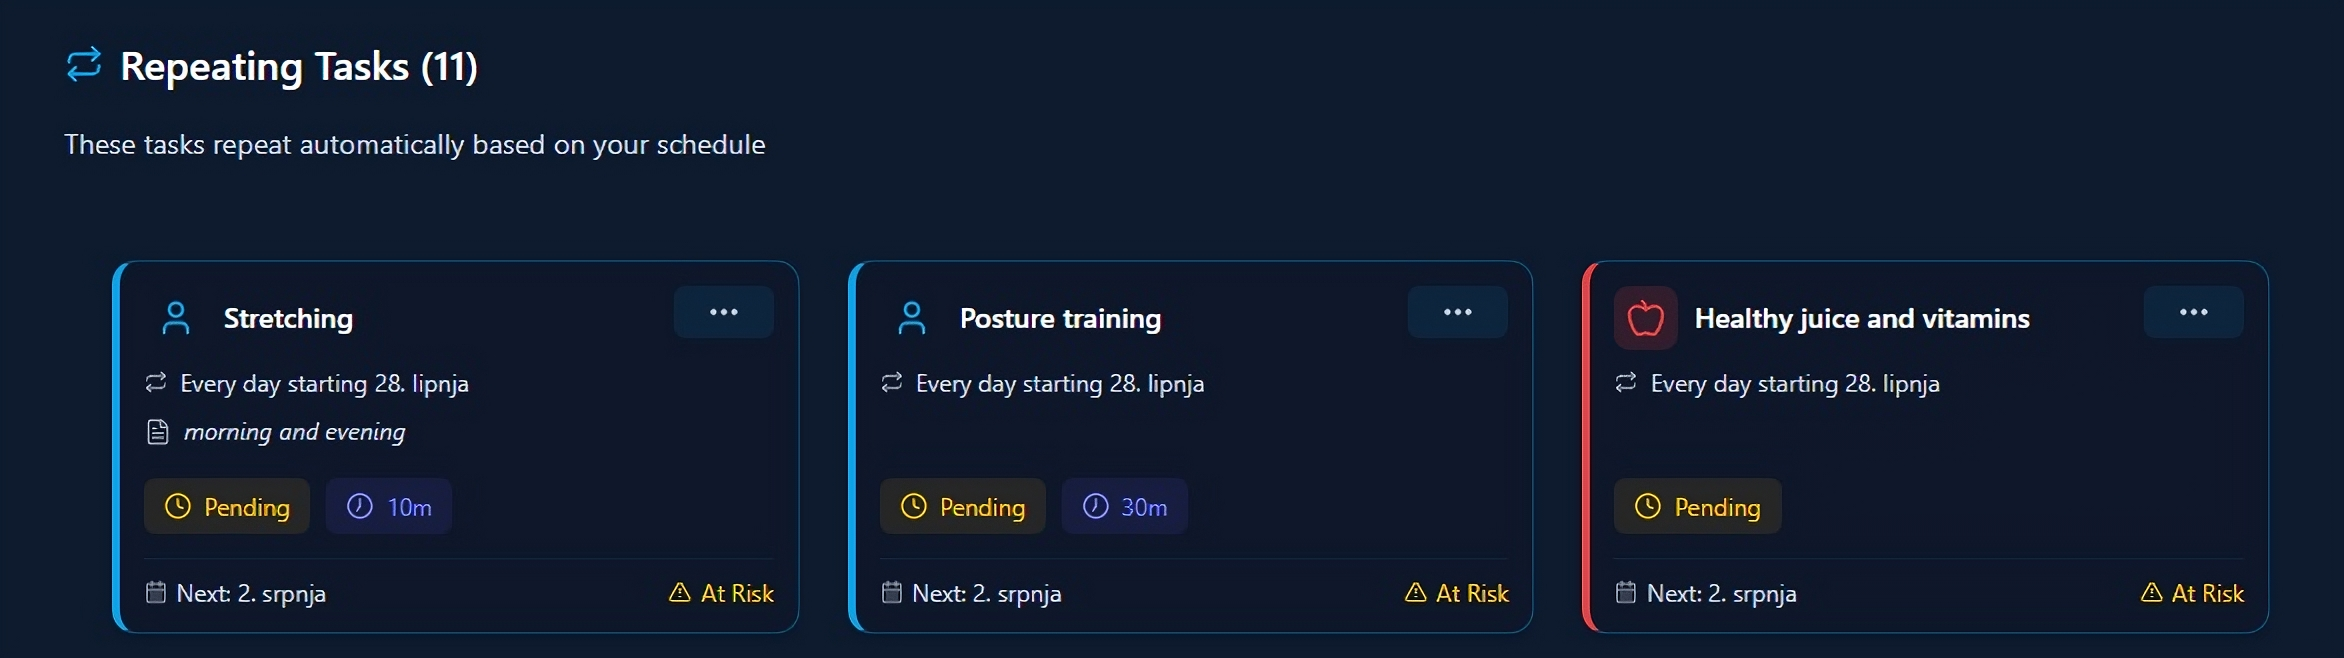 Repeating Tasks (11)
These tasks repeat automatically based on your schedule
Stretching
Every day starting 28. lipnja
morning and evening
Pending
10m
Next: 2. srpnja
At Risk
Posture training
Every day starting 28. lipnja
Pending
30m
Next: 2. srpnja
At Risk
Healthy juice and vitamins
Every day starting 28. lipnja
Pending
Next: 2. srpnja
At Risk